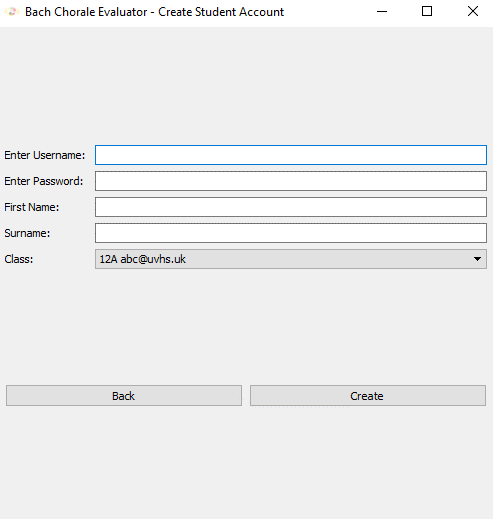 Bach Chorale Evaluator - Create Student Account
Enter Username:
Enter Password:
First Name:
Surname:
Class:
12A abc@uvhs.uk
Back
Create